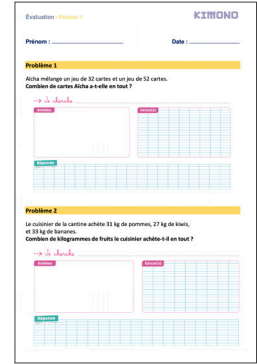 Évaluation - Période 1
KIMONO
Prénom :
Date :
Problème 1
Aïcha mélange un jeu de 32 cartes et un jeu de 52 cartes.
Combien de cartes Aïcha a-t-elle en tout ?
Je cherche
Schéma
Calcul(s)
Réponse
Problème 2
Le cuisinier de la cantine achète 31 kg de pommes, 27 kg de kiwis,
et 33 kg de bananes.
Combien de kilogrammes de fruits le cuisinier achète-t-il en tout ?
Je cherche
Schéma
Calcul(s)
Réponse